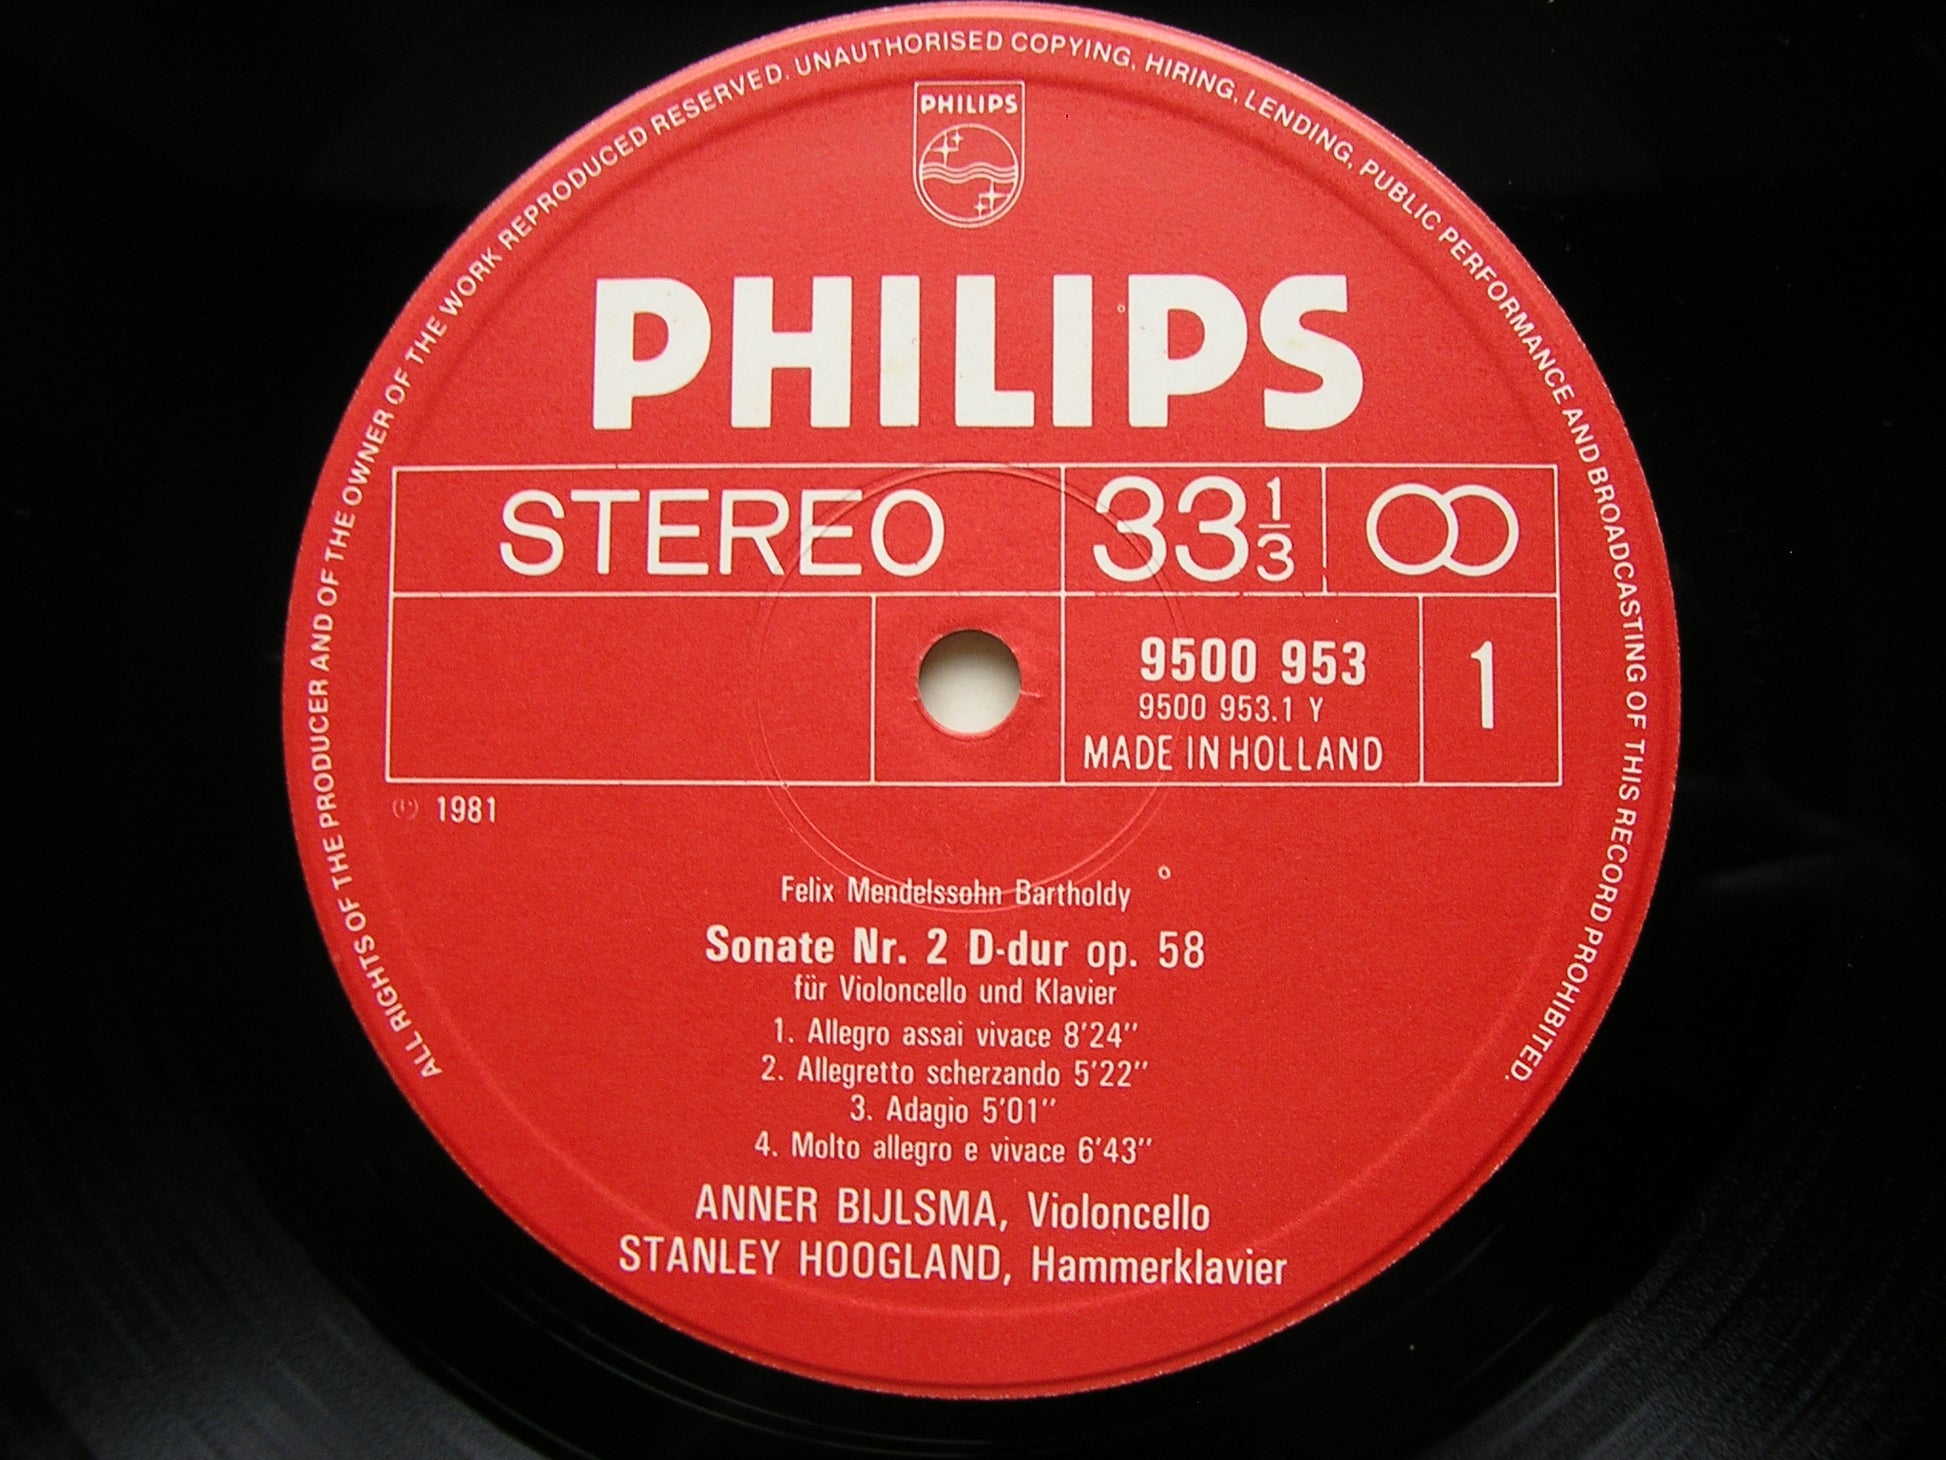 ALL RIGHTS OF THE PRODUCER AND OF THE OWNER OF THE WORK REPRODUCED RESERVED. UNAUTHORISED COPYING, HIRING, LENDING, PUBLIC PERFORMANCE AND BROADCASTING OF THIS RECORD PROHIBITED.
PHILIPS
PHILIPS
STEREO
33 1/3
9500 953
9500 953.1 Y
MADE IN HOLLAND
1
℗ 1981
Felix Mendelssohn Bartholdy
Sonate Nr. 2 D-dur op. 58
für Violoncello und Klavier
1. Allegro assai vivace 8'24"
2. Allegretto scherzando 5'22"
3. Adagio 5'01"
4. Molto allegro e vivace 6'43"
ANNER BIJLSMA, Violoncello
STANLEY HOOGLAND, Hammerklavier